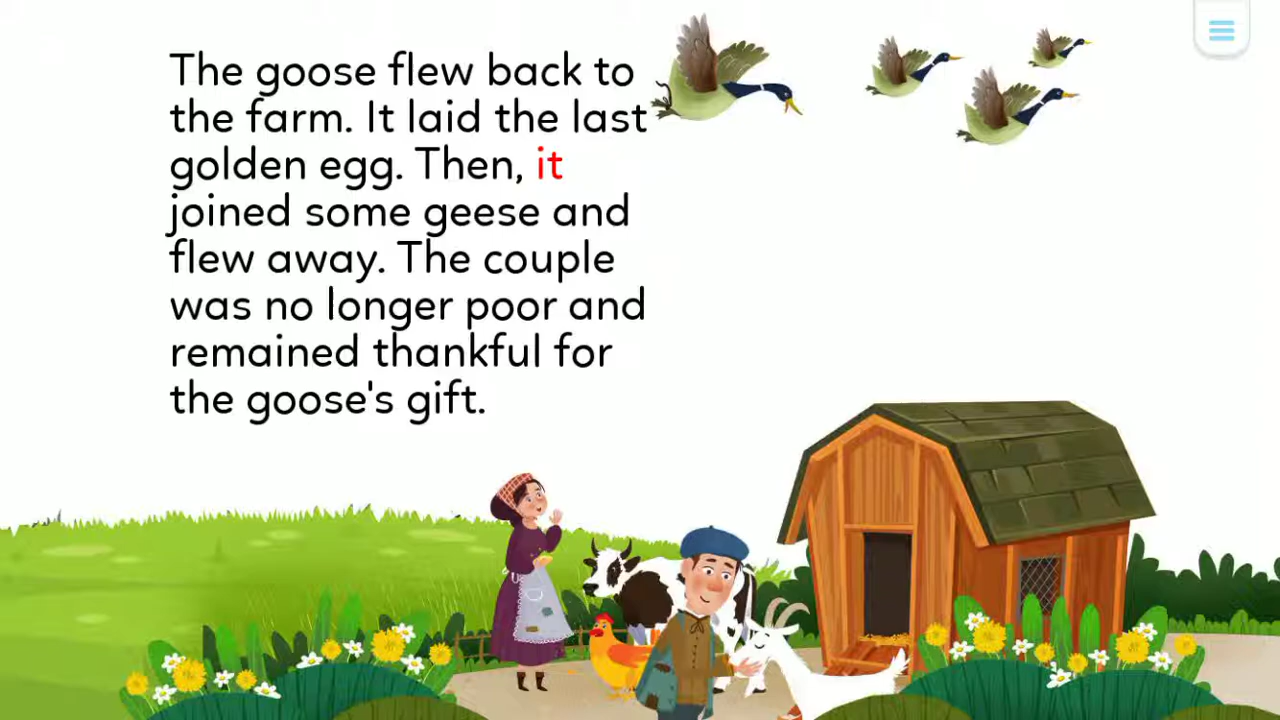 The goose flew back to
the farm. It laid the last
golden egg. Then, it
joined some geese and
flew away. The couple
was no longer poor and
remained thankful for
the goose's gift.